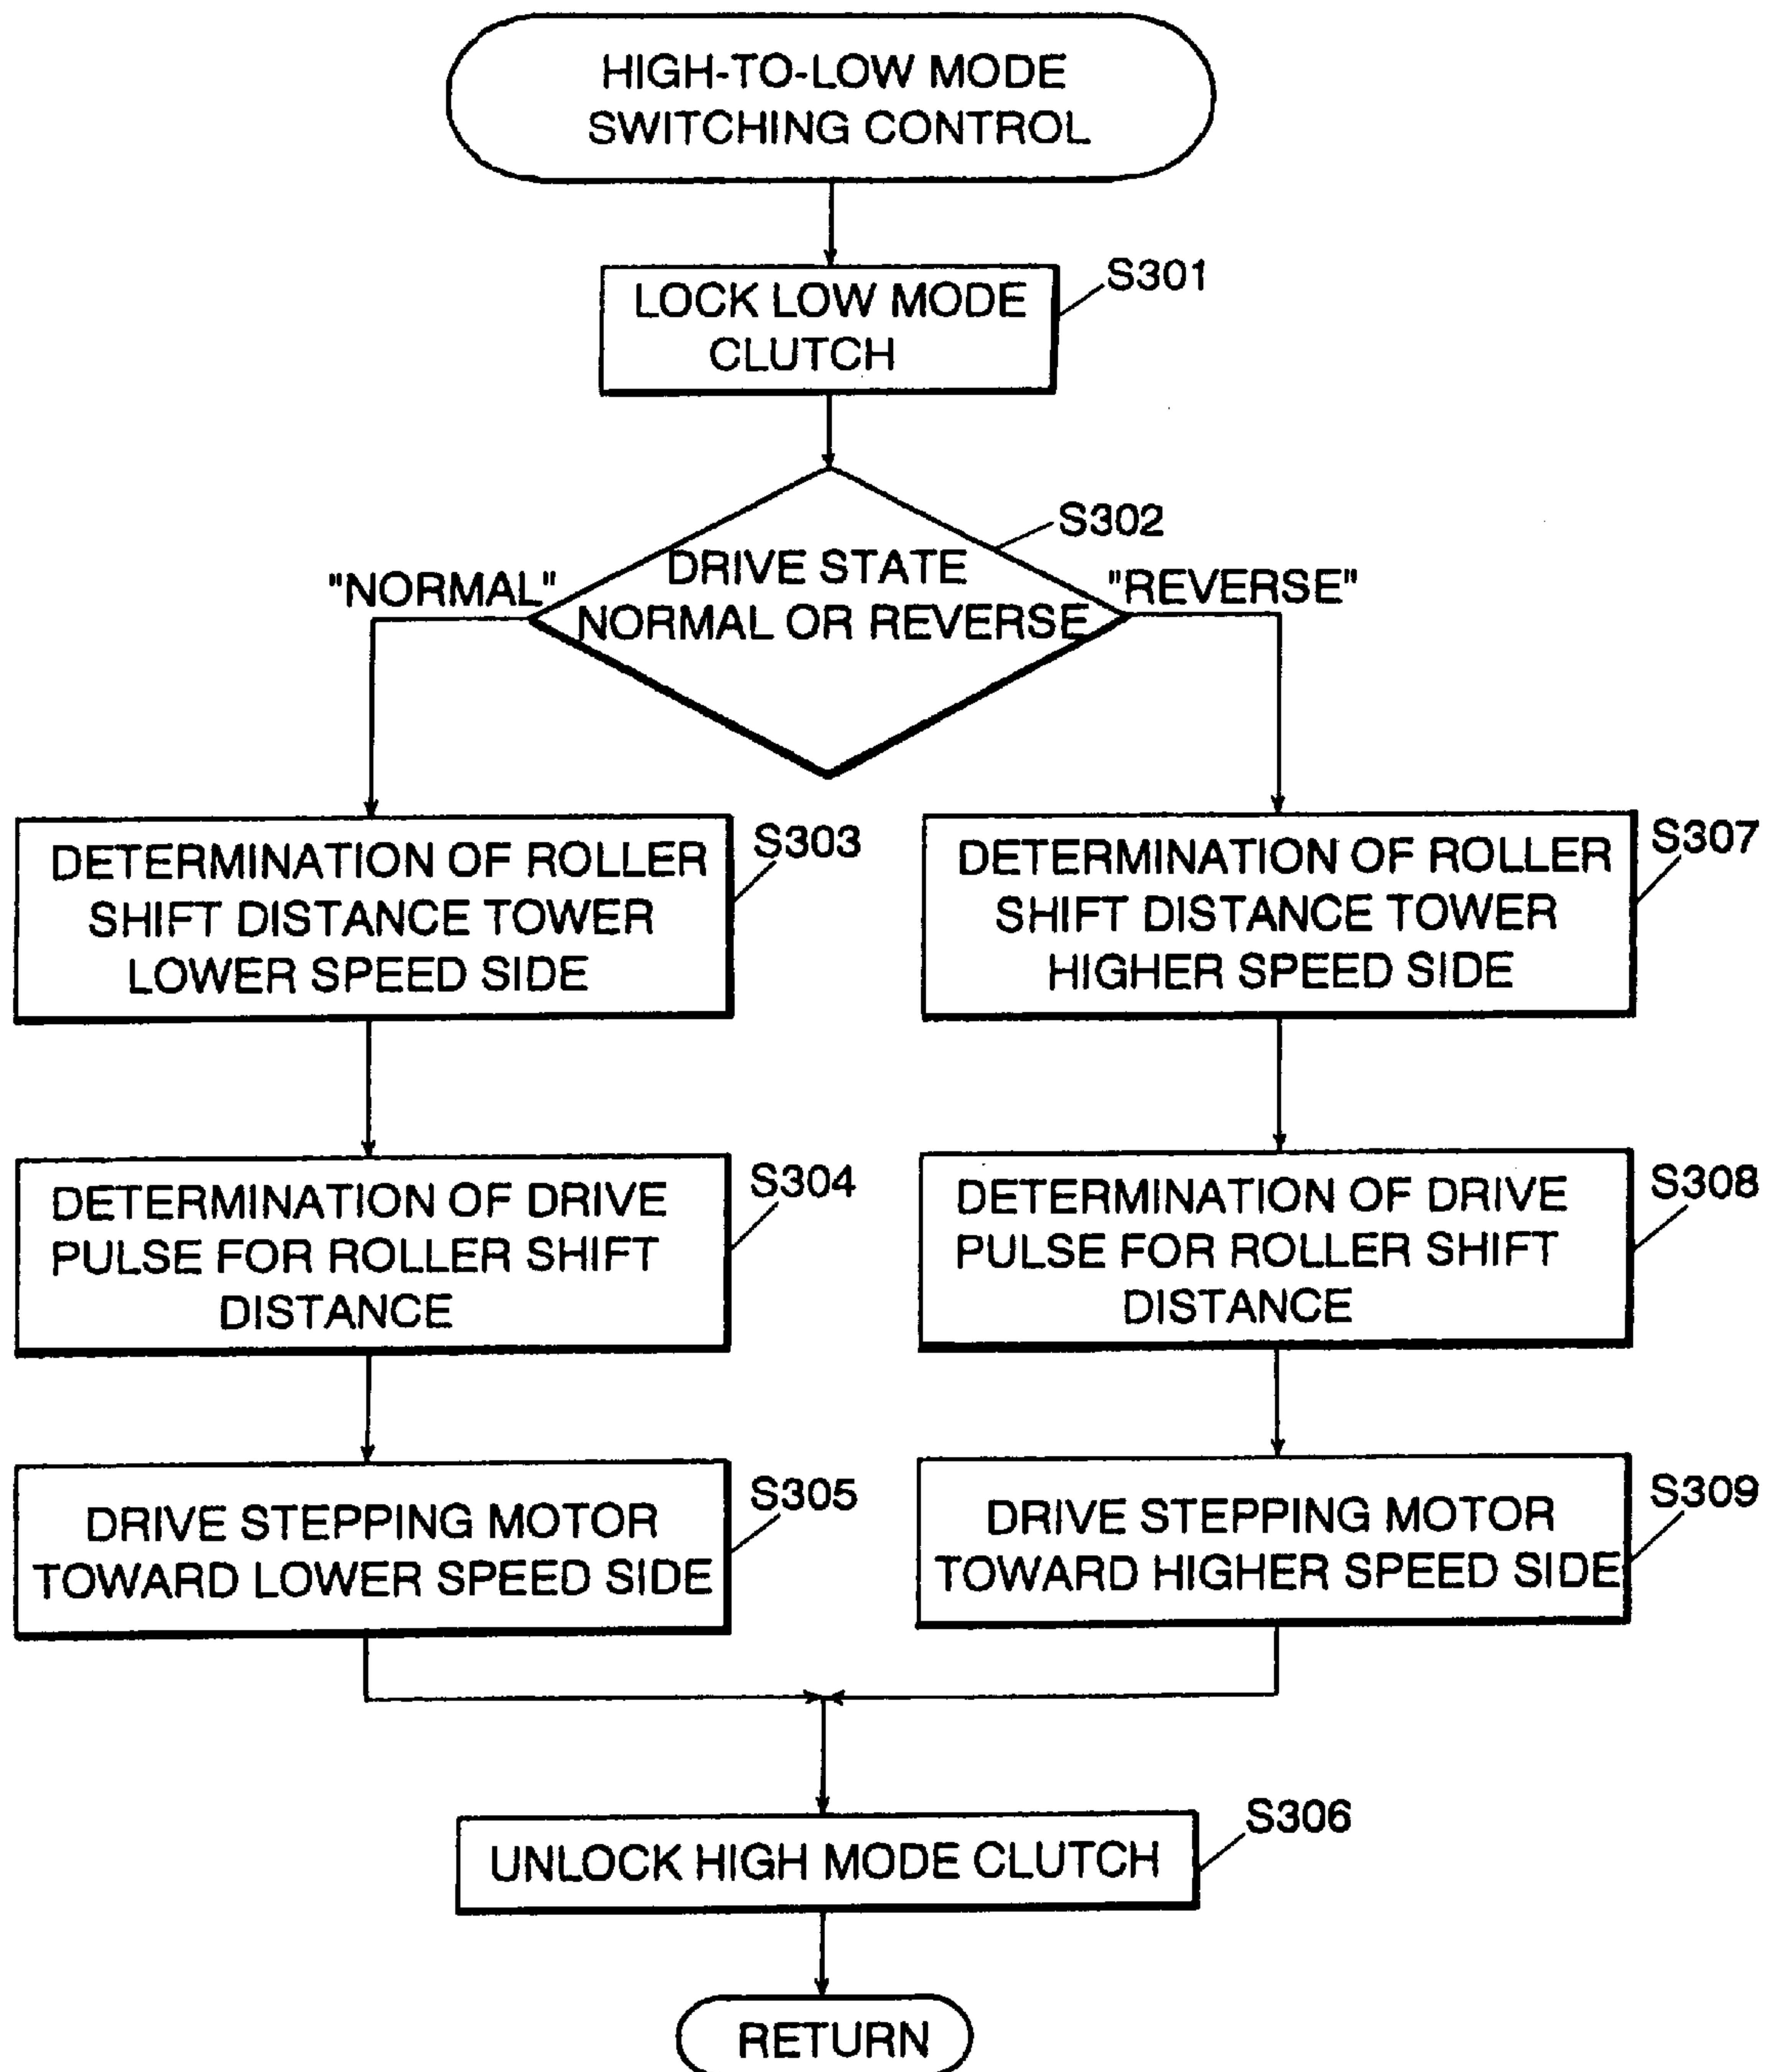 HIGH-TO-LOW MODE
SWITCHING CONTROL
S301
LOCK LOW MODE
CLUTCH
S302
DRIVE STATE
NORMAL OR REVERSE
"NORMAL"
"REVERSE"
S303
DETERMINATION OF ROLLER
SHIFT DISTANCE TOWER
LOWER SPEED SIDE
S307
DETERMINATION OF ROLLER
SHIFT DISTANCE TOWER
HIGHER SPEED SIDE
S304
DETERMINATION OF DRIVE
PULSE FOR ROLLER SHIFT
DISTANCE
S308
DETERMINATION OF DRIVE
PULSE FOR ROLLER SHIFT
DISTANCE
S305
DRIVE STEPPING MOTOR
TOWARD LOWER SPEED SIDE
S309
DRIVE STEPPING MOTOR
TOWARD HIGHER SPEED SIDE
S306
UNLOCK HIGH MODE CLUTCH
RETURN